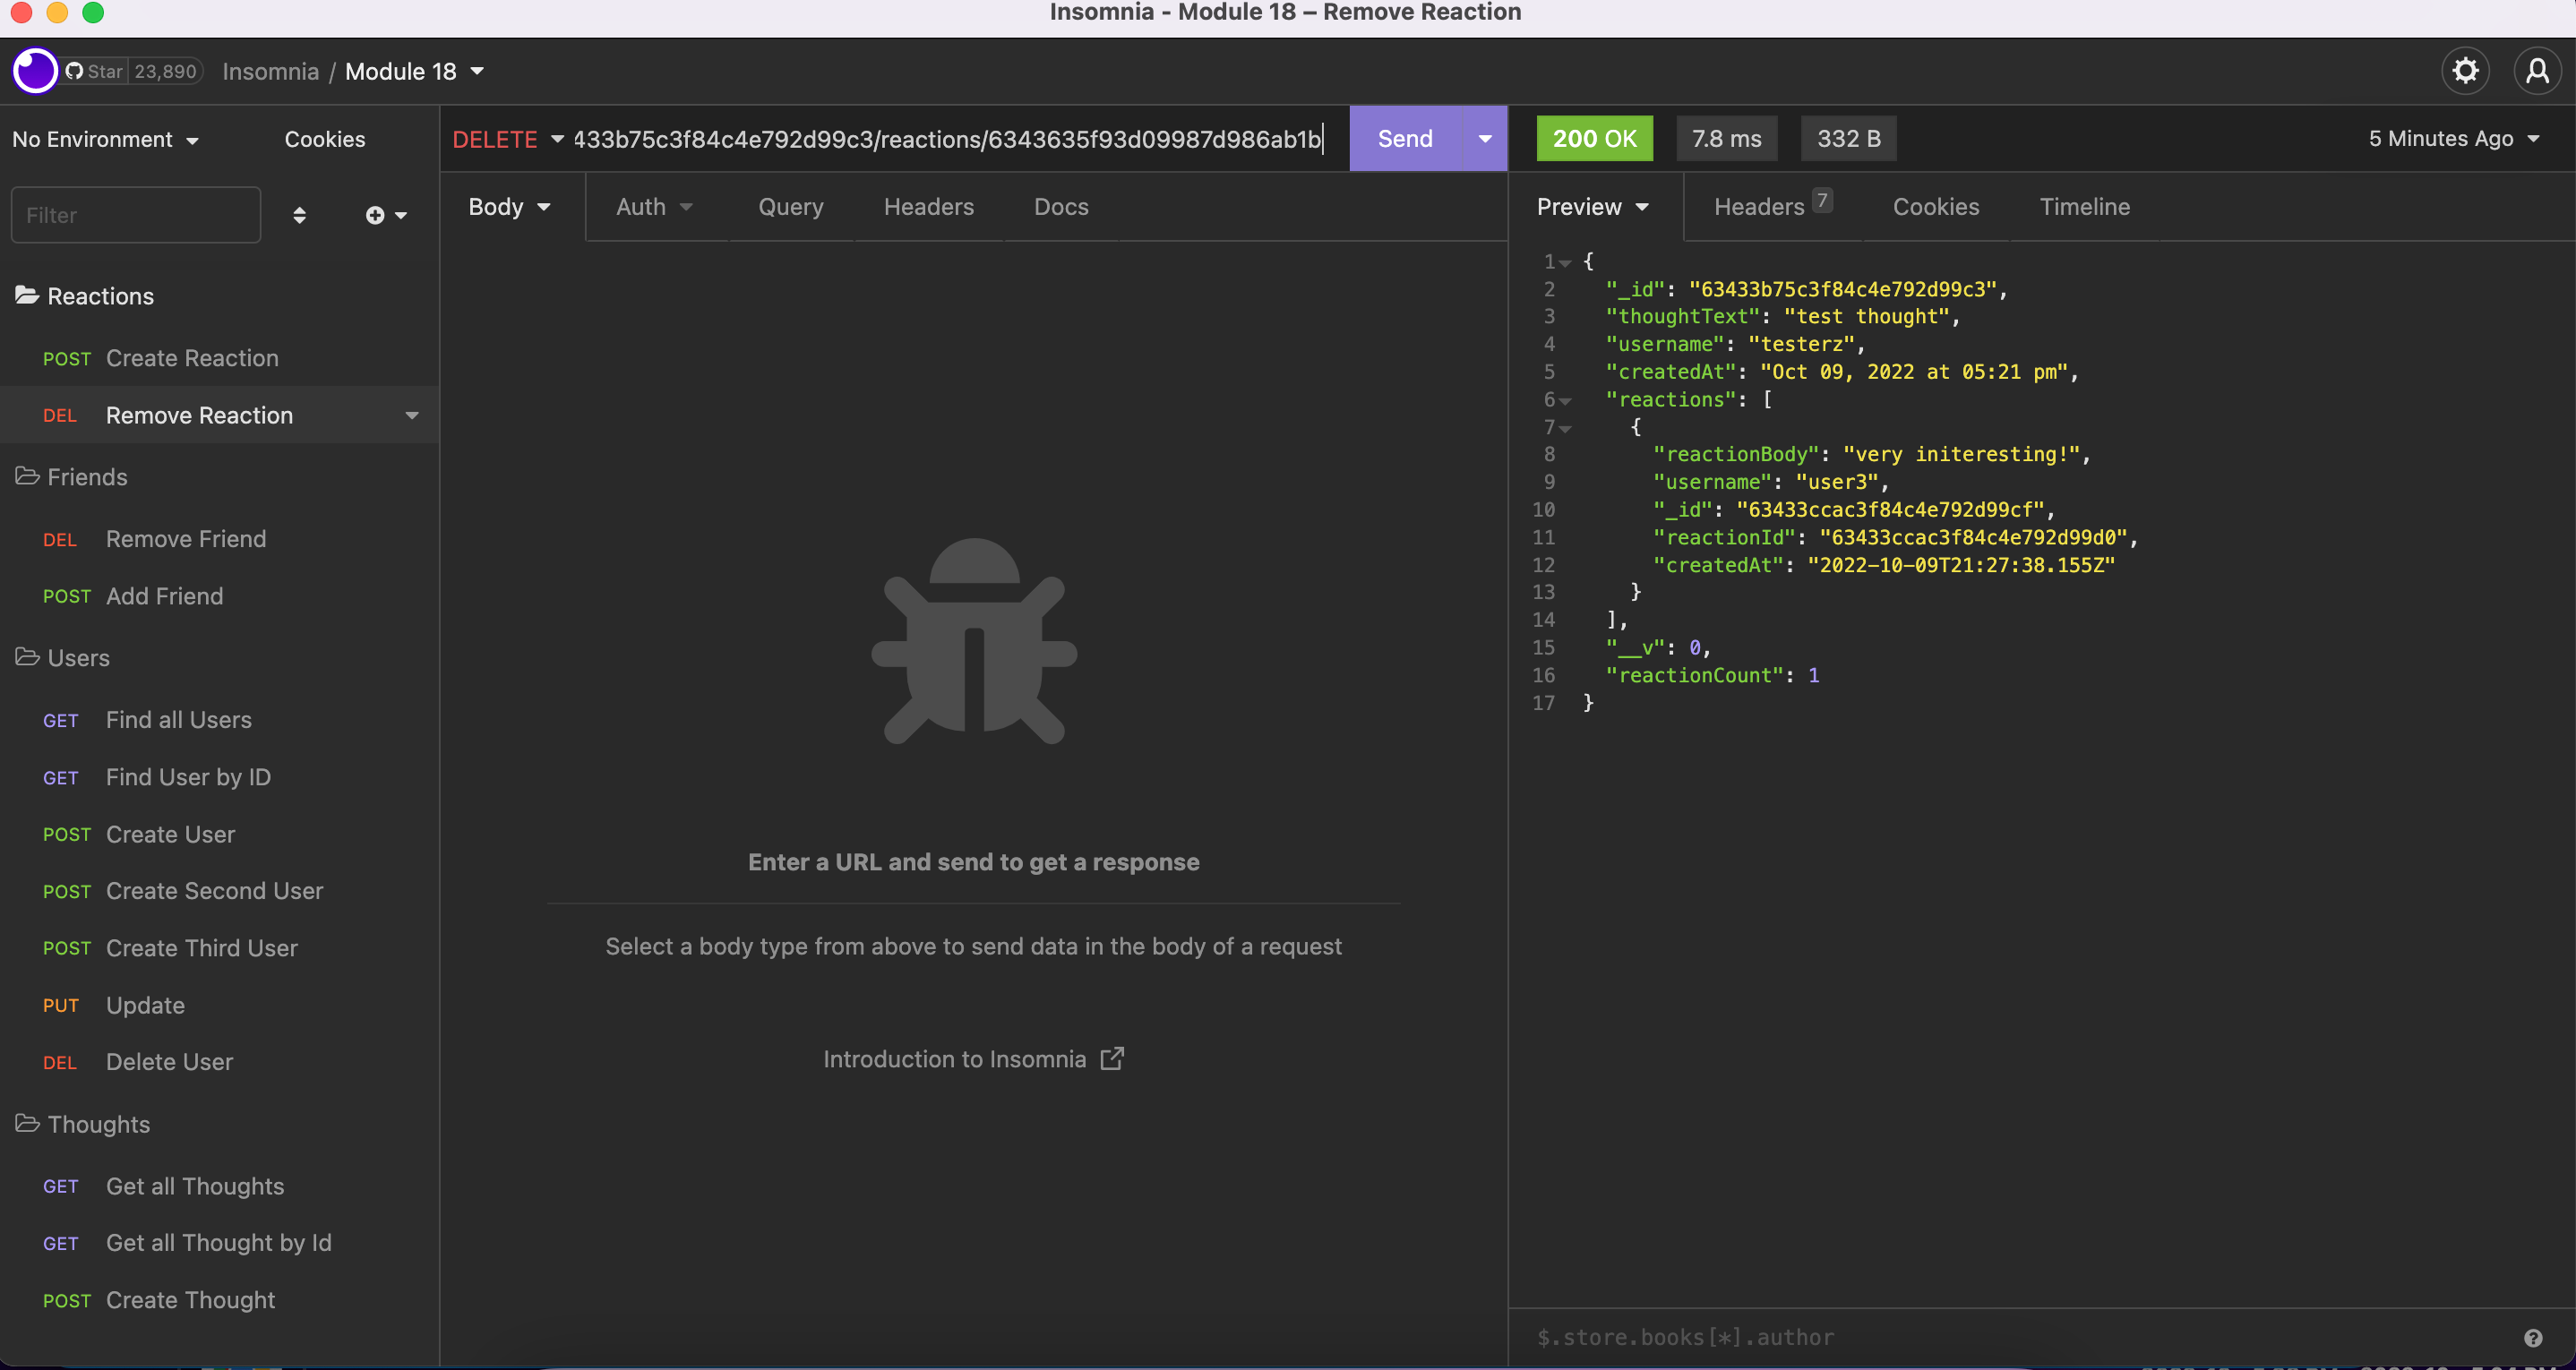 Insomnia - Module 18 – Remove Reaction
Star 23,890 Insomnia / Module 18
No Environment Cookies
Filter
Reactions
POST Create Reaction
DEL Remove Reaction
Friends
DEL Remove Friend
POST Add Friend
Users
GET Find all Users
GET Find User by ID
POST Create User
POST Create Second User
POST Create Third User
PUT Update
DEL Delete User
Thoughts
GET Get all Thoughts
GET Get all Thought by Id
POST Create Thought
DELETE 433b75c3f84c4e792d99c3/reactions/6343635f93d09987d986ab1b Send
Body Auth Query Headers Docs
Enter a URL and send to get a response
Select a body type from above to send data in the body of a request
Introduction to Insomnia
200 OK 7.8 ms 332 B 5 Minutes Ago
Preview Headers 7 Cookies Timeline
1 {
2 "_id": "63433b75c3f84c4e792d99c3",
3 "thoughtText": "test thought",
4 "username": "testerz",
5 "createdAt": "Oct 09, 2022 at 05:21 pm",
6 "reactions": [
7 {
8 "reactionBody": "very initeresting!",
9 "username": "user3",
10 "_id": "63433ccac3f84c4e792d99cf",
11 "reactionId": "63433ccac3f84c4e792d99d0",
12 "createdAt": "2022-10-09T21:27:38.155Z"
13 }
14 ],
15 "__v": 0,
16 "reactionCount": 1
17 }
$.store.books[*].author